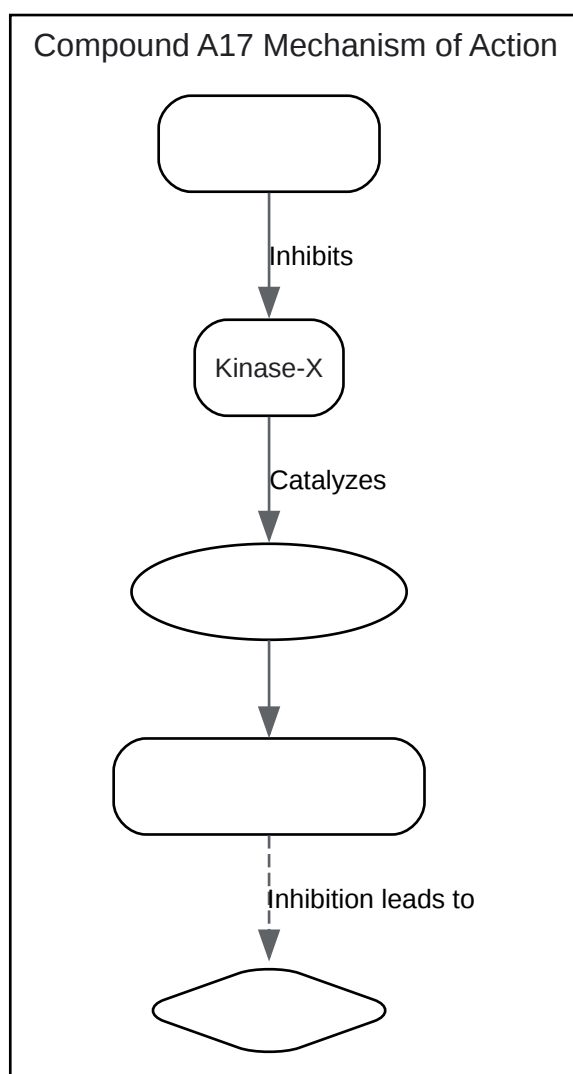 Compound A17 Mechanism of Action
Inhibits
Kinase-X
Catalyzes
Inhibition leads to